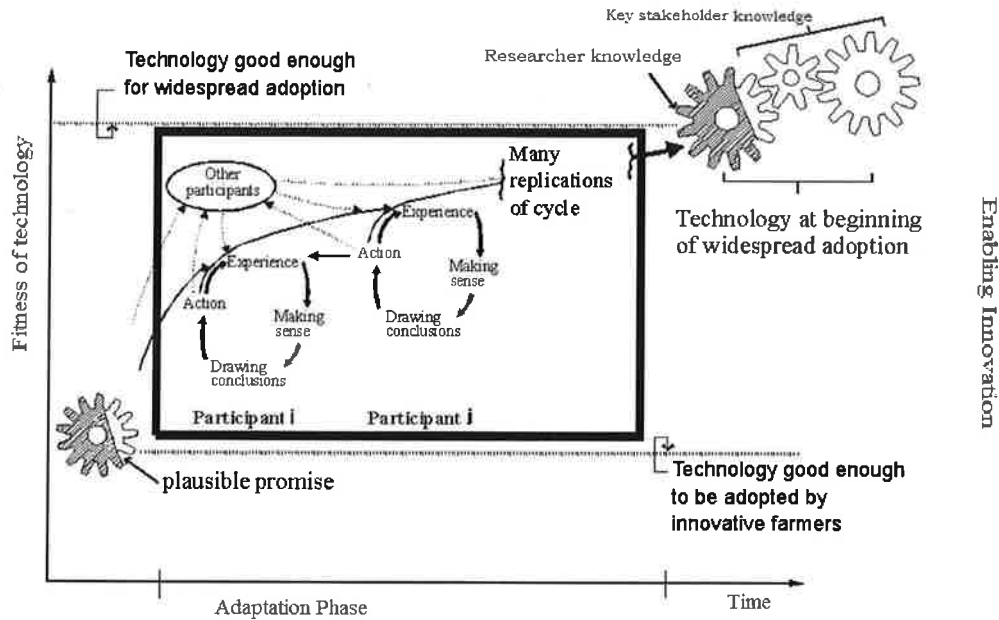 Key stakeholder knowledge
Researcher knowledge
Technology good enough
for widespread adoption
Fitness of technology
Other
participants
Many
replications
of cycle
Experience
Action
Making
sense
Drawing
conclusions
Experience
Action
Making
sense
Drawing
conclusions
Participant i
Participant j
Technology at beginning
of widespread adoption
Enabling Innovation
plausible promise
Technology good enough
to be adopted by
innovative farmers
Adaptation Phase
Time